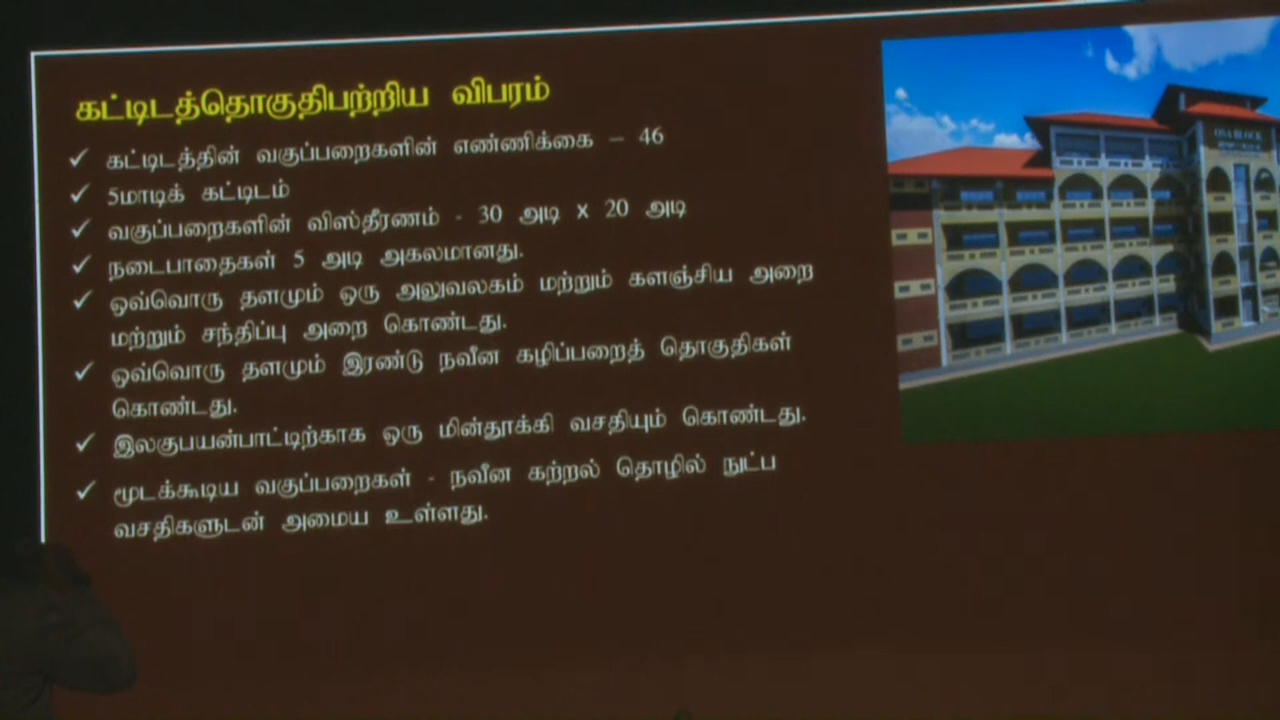 கட்டிடத்தொகுதிபற்றிய விபரம்
✓ கட்டிடத்தின் வகுப்பறைகளின் எண்ணிக்கை – 46
✓ 5மாடிக் கட்டிடம்
✓ வகுப்பறைகளின் விஸ்தீரணம் - 30 அடி x 20 அடி
✓ நடைபாதைகள் 5 அடி அகலமானது.
✓ ஒவ்வொரு தளமும் ஒரு அலுவலகம் மற்றும் களஞ்சிய அறை
மற்றும் சந்திப்பு அறை கொண்டது.
✓ ஒவ்வொரு தளமும் இரண்டு நவீன கழிப்பறைத் தொகுதிகள்
கொண்டது.
✓ இலகுபயன்பாட்டிற்காக ஒரு மின்தூக்கி வசதியும் கொண்டது.
✓ மூடக்கூடிய வகுப்பறைகள் - நவீன கற்றல் தொழில் நுட்ப
வசதிகளுடன் அமைய உள்ளது.
OSA BLOCK